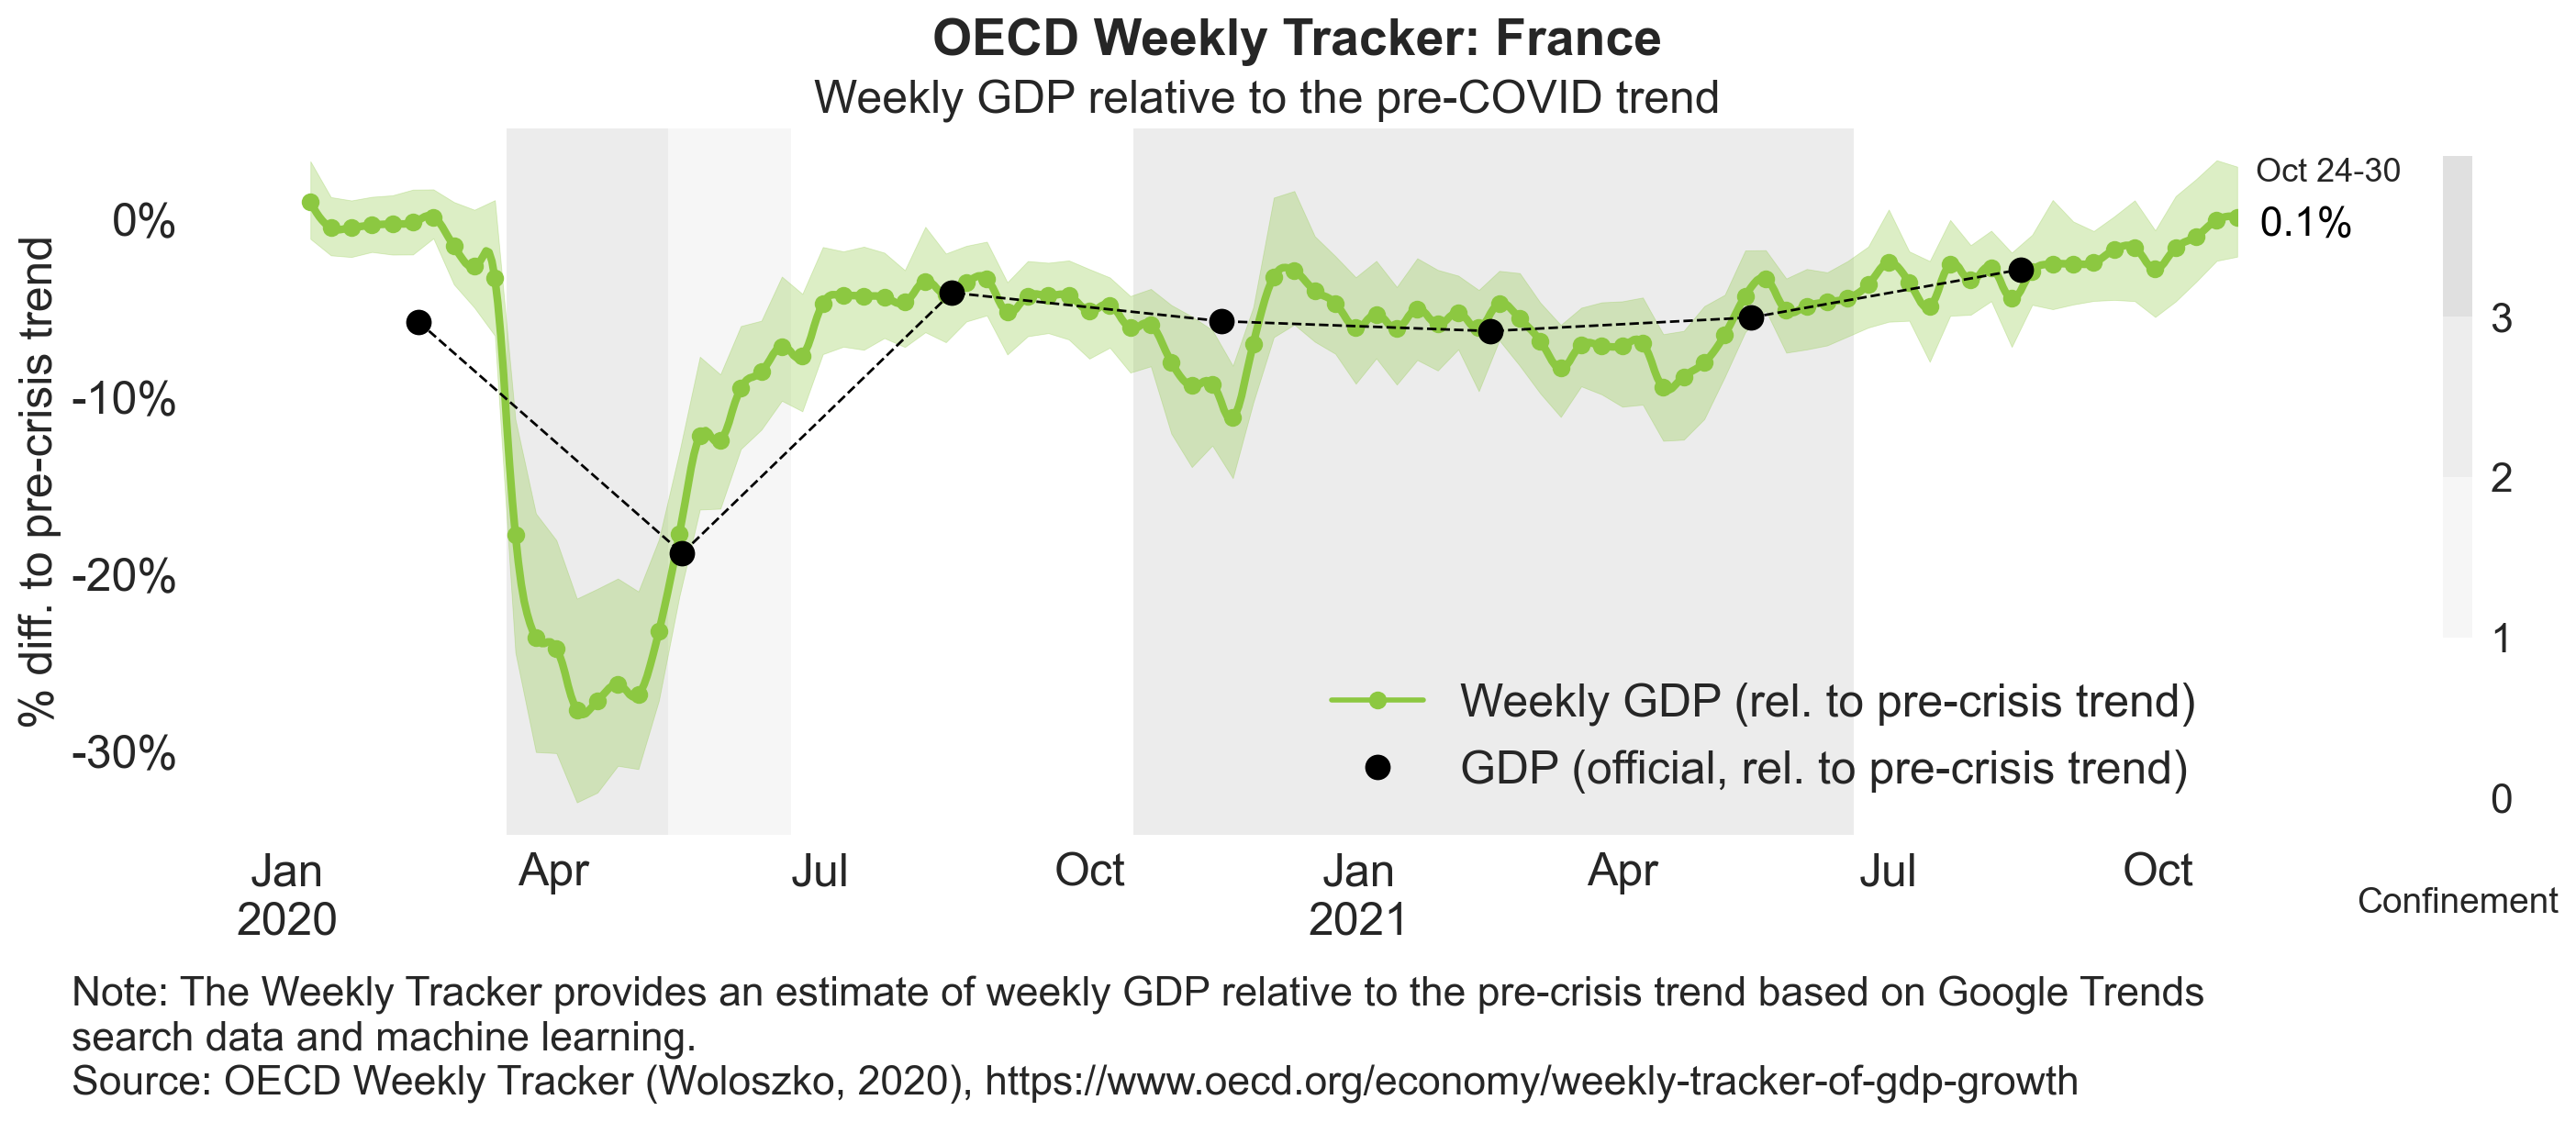 OECD Weekly Tracker: France
Weekly GDP relative to the pre-COVID trend
% diff. to pre-crisis trend
0%
-10%
-20%
-30%
Oct 24-30
0.1%
3
2
1
0
Confinement
Weekly GDP (rel. to pre-crisis trend)
GDP (official, rel. to pre-crisis trend)
Jan Apr Jul Oct Jan Apr Jul Oct
2020 2021
Note: The Weekly Tracker provides an estimate of weekly GDP relative to the pre-crisis trend based on Google Trends
search data and machine learning.
Source: OECD Weekly Tracker (Woloszko, 2020), https://www.oecd.org/economy/weekly-tracker-of-gdp-growth